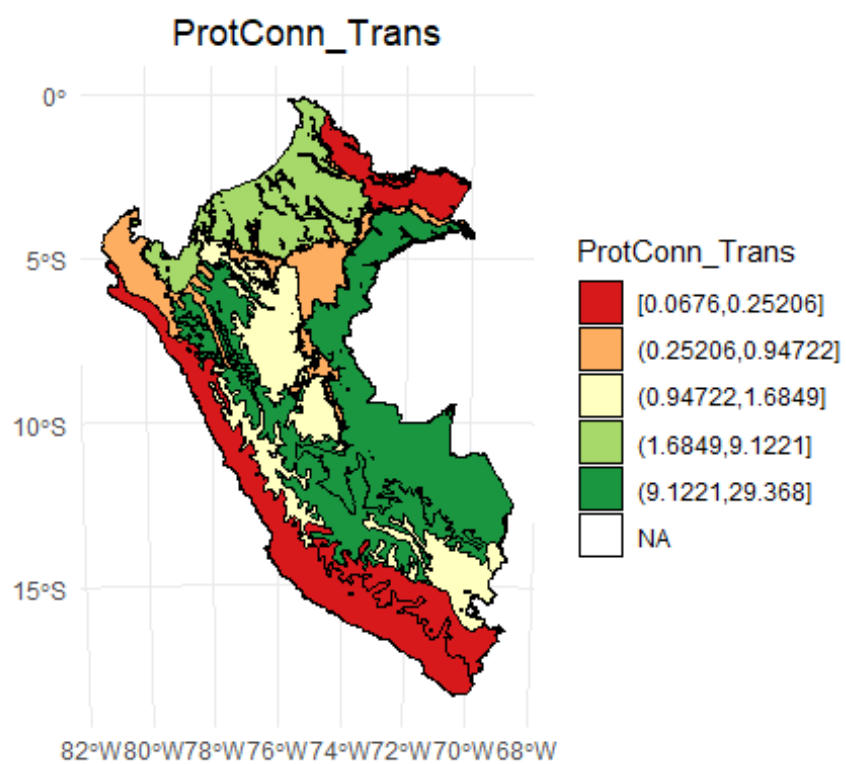 ProtConn_Trans
0°
5°S
10°S
15°S
82°W80°W78°W76°W74°W72°W70°W68°W
ProtConn_Trans
[0.0676,0.25206]
(0.25206,0.94722]
(0.94722,1.6849]
(1.6849,9.1221]
(9.1221,29.368]
NA